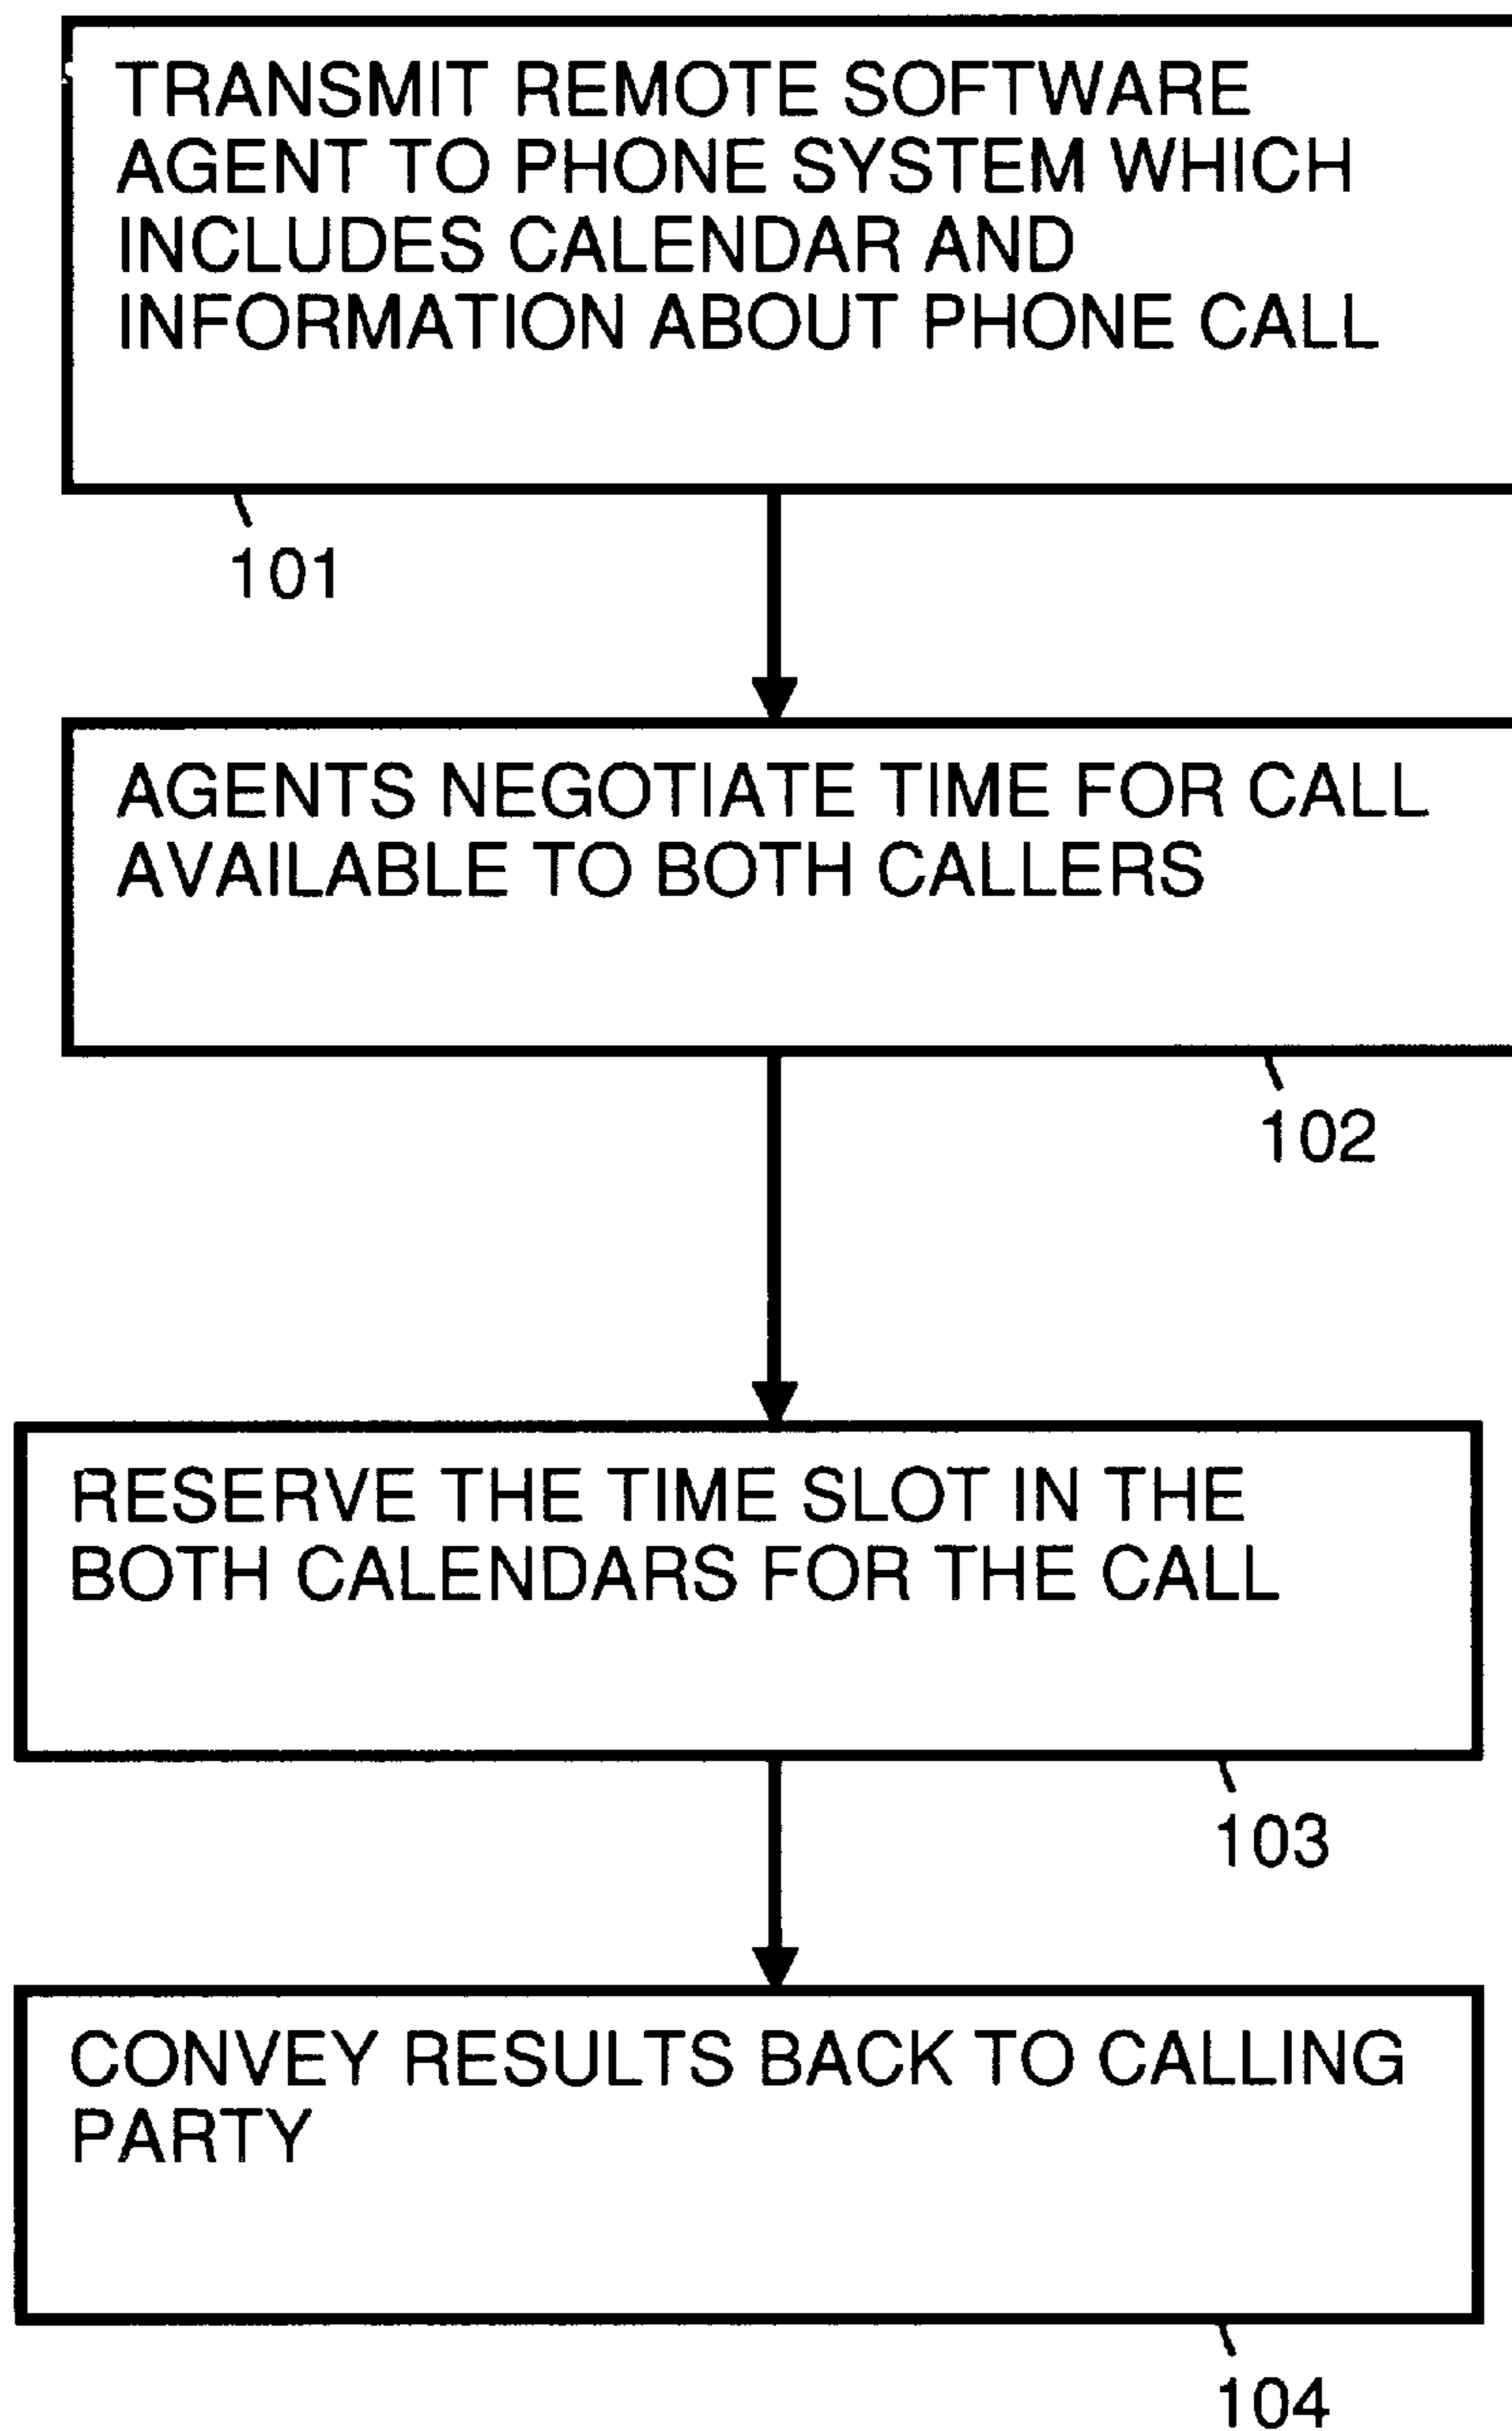 TRANSMIT REMOTE SOFTWARE
AGENT TO PHONE SYSTEM WHICH
INCLUDES CALENDAR AND
INFORMATION ABOUT PHONE CALL
101
AGENTS NEGOTIATE TIME FOR CALL
AVAILABLE TO BOTH CALLERS
102
RESERVE THE TIME SLOT IN THE
BOTH CALENDARS FOR THE CALL
103
CONVEY RESULTS BACK TO CALLING
PARTY
104